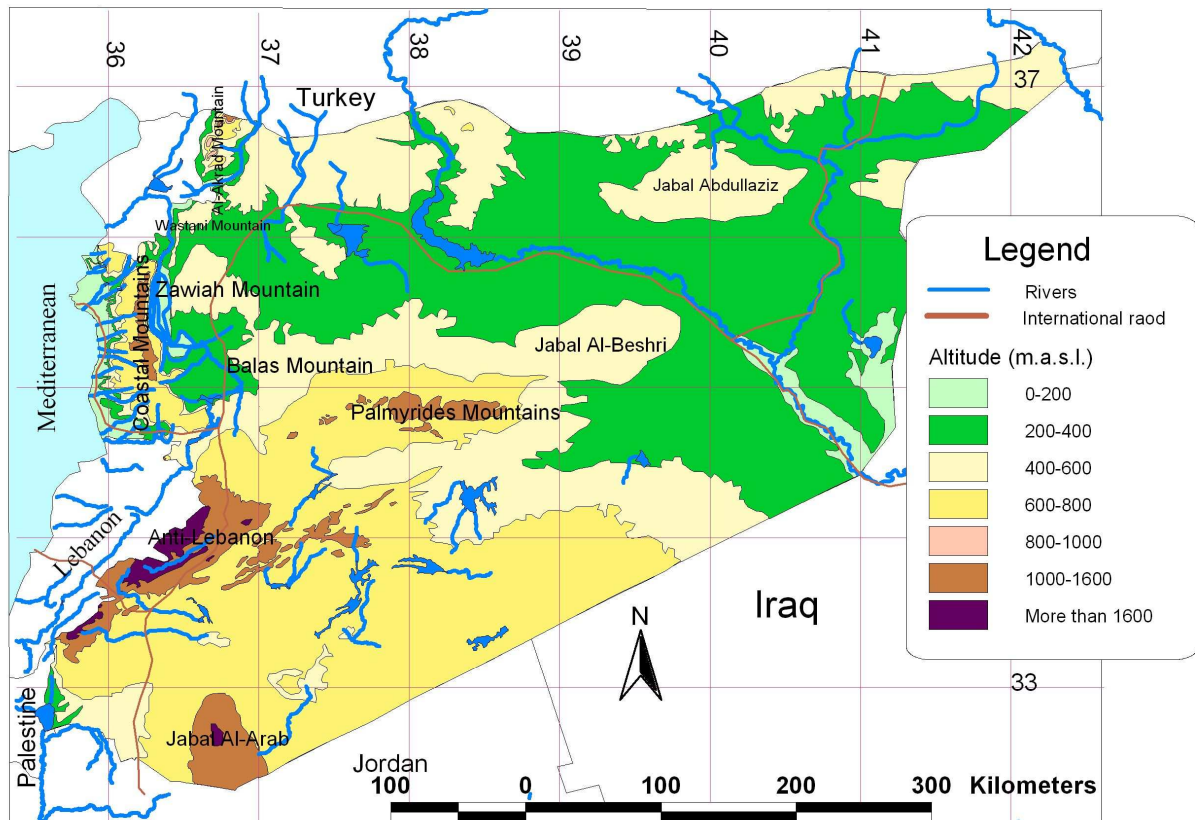 36
37
38
39
40
41
42
37
Turkey
Al-Akrad Mountain
Jabal Abdullaziz
Wastani Mountain
Mediterranean
Coastal Mountains
Zawiah Mountain
Jabal Al-Beshri
Balas Mountain
Palmyrides Mountains
Lebanon
Anti-Lebanon
Iraq
N
33
Palestine
Jabal Al-Arab
Jordan
100 0 100 200 300 Kilometers
Legend
Rivers
International raod
Altitude (m.a.s.l.)
0-200
200-400
400-600
600-800
800-1000
1000-1600
More than 1600